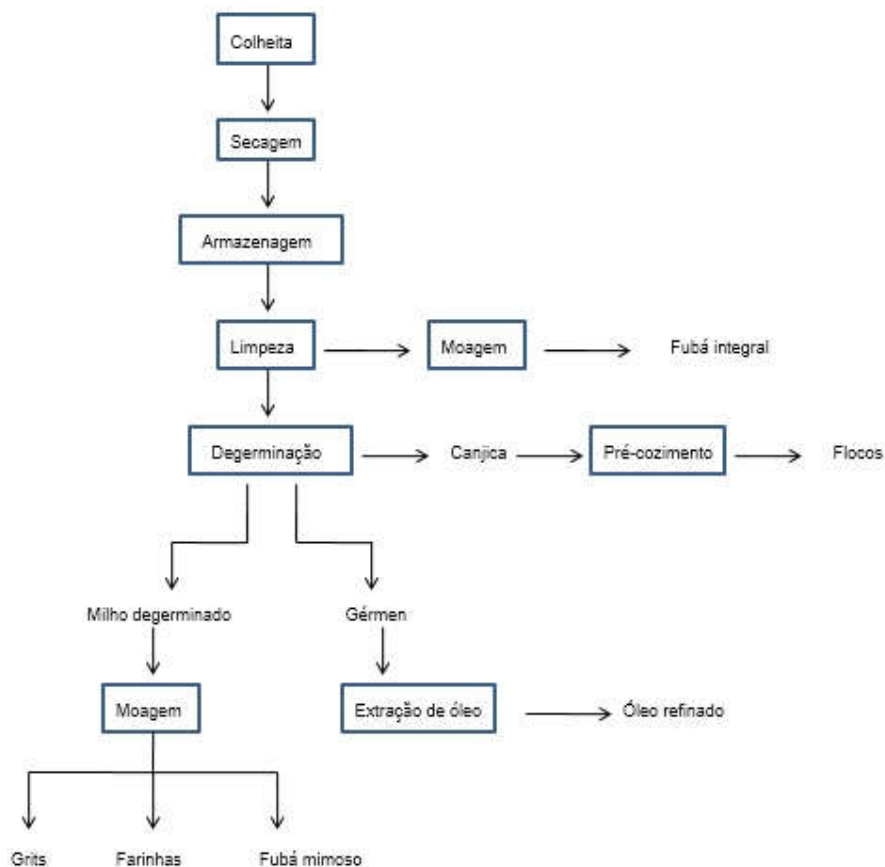 Colheita
Secagem
Armazenagem
Limpeza
Moagem
Fubá integral
Degerminação
Canjica
Pré-cozimento
Flocos
Milho degerminado
Gérmen
Moagem
Extração de óleo
Óleo refinado
Grits
Farinhas
Fubá mimoso